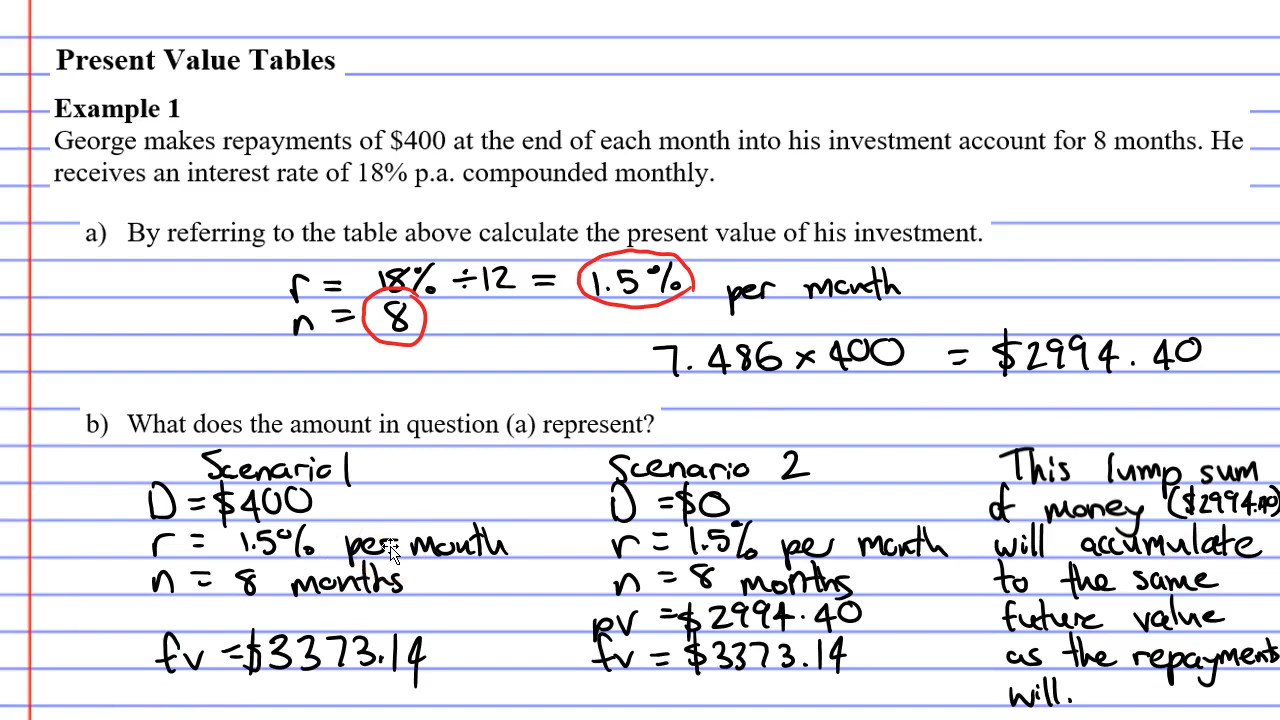 Present Value Tables
Example 1
George makes repayments of $400 at the end of each month into his investment account for 8 months. He
receives an interest rate of 18% p.a. compounded monthly.
a) By referring to the table above calculate the present value of his investment.
r = 18% ÷ 12 = 1.5% per month
n = 8
7.486 × 400 = $2994.40
b) What does the amount in question (a) represent?
Scenario 1
D = $400
r = 1.5% per month
n = 8 months
fv = $3373.14
Scenario 2
D = $0
r = 1.5% per month
n = 8 months
pv = $2994.40
fv = $3373.14
This lump sum
of money ($2994.40)
will accumulate
to the same
future value
as the repayments
will.